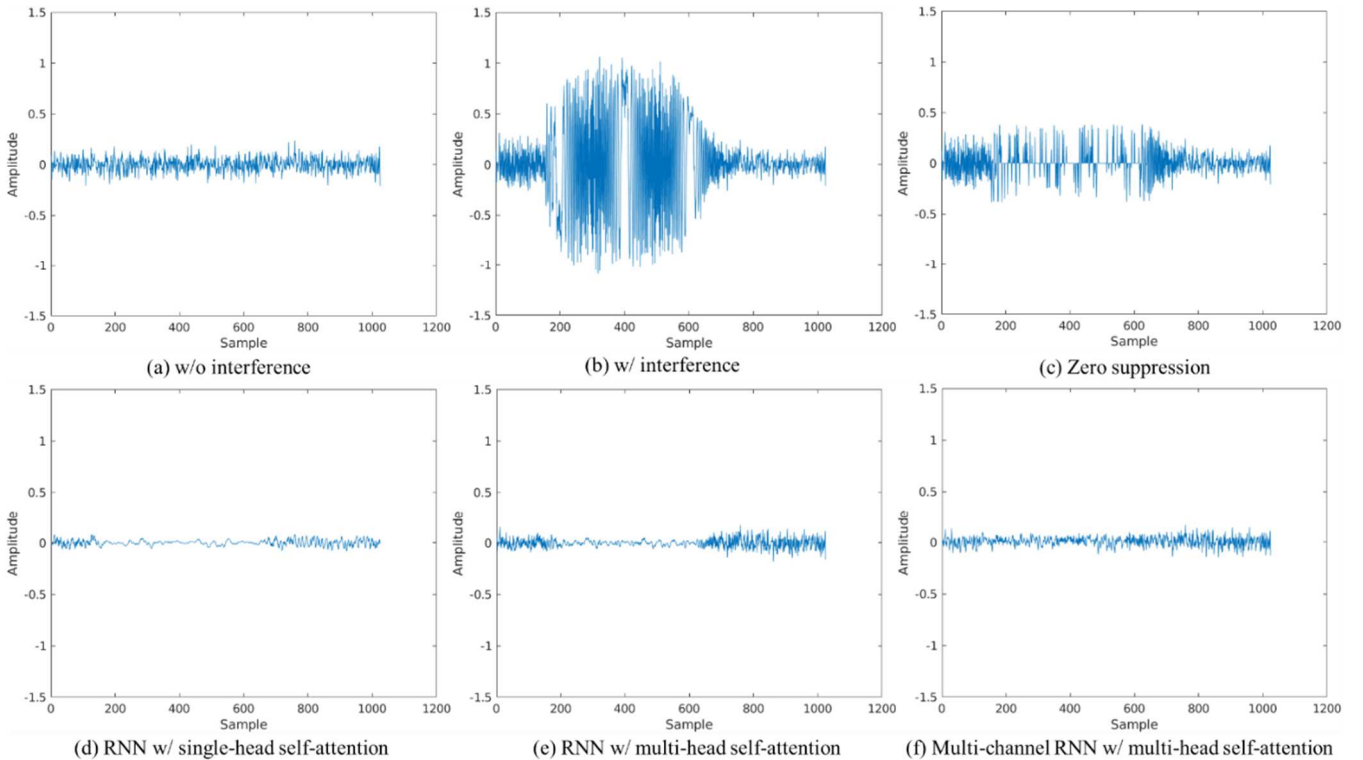 1.5
1
0.5
0
-0.5
-1
-1.5
Amplitude
0 200 400 600 800 1000 1200
Sample
(a) w/o interference
1.5
1
0.5
0
-0.5
-1
-1.5
Amplitude
0 200 400 600 800 1000 1200
Sample
(b) w/ interference
1.5
1
0.5
0
-0.5
-1
-1.5
Amplitude
0 200 400 600 800 1000 1200
Sample
(c) Zero suppression
1.5
1
0.5
0
-0.5
-1
-1.5
Amplitude
0 200 400 600 800 1000 1200
Sample
(d) RNN w/ single-head self-attention
1.5
1
0.5
0
-0.5
-1
-1.5
Amplitude
0 200 400 600 800 1000 1200
Sample
(e) RNN w/ multi-head self-attention
1.5
1
0.5
0
-0.5
-1
-1.5
Amplitude
0 200 400 600 800 1000 1200
Sample
(f) Multi-channel RNN w/ multi-head self-attention